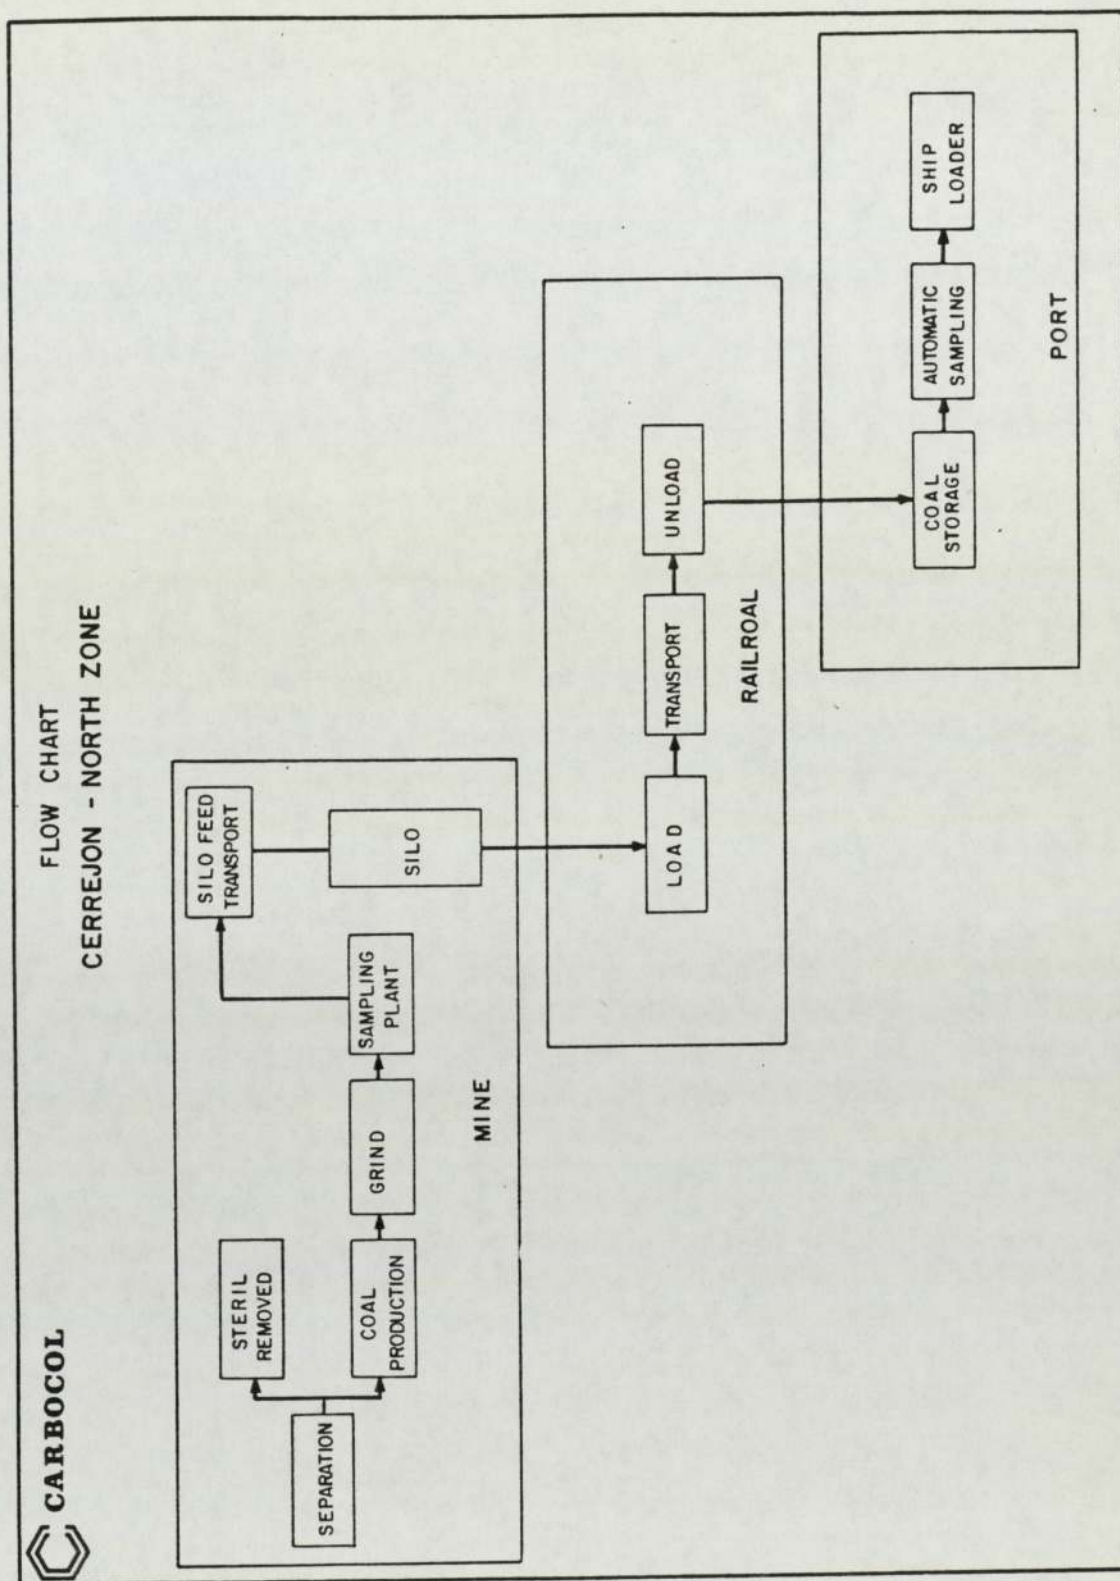 CARBOCOL
FLOW CHART
CERREJON - NORTH ZONE
SEPARATION
STERIL
REMOVED
COAL
PRODUCTION
GRIND
SAMPLING
PLANT
SILO FEED
TRANSPORT
SILO
MINE
LOAD
TRANSPORT
UNLOAD
RAILROAL
COAL
STORAGE
AUTOMATIC
SAMPLING
SHIP
LOADER
PORT